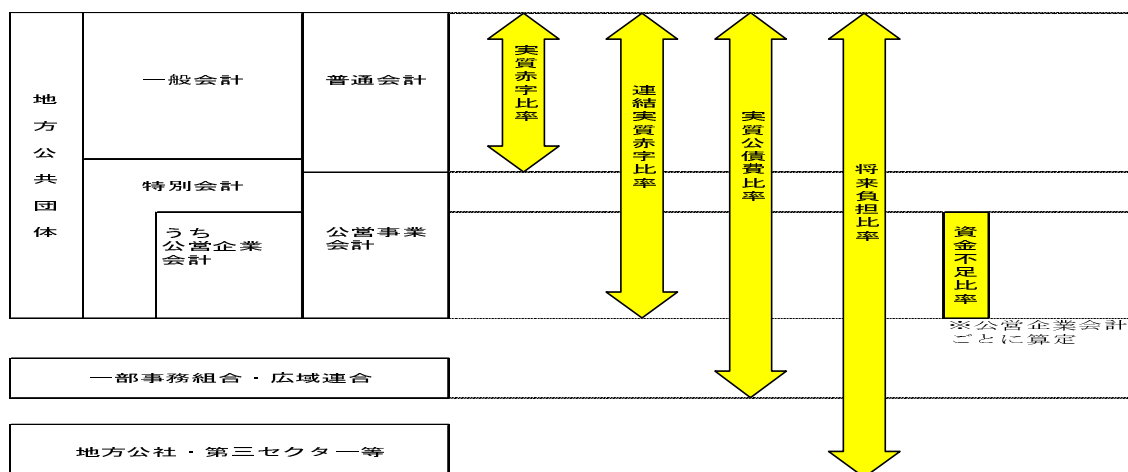 地方公共団体
一般会計
普通会計
特別会計
うち
公営企業
会計
公営事業
会計
実質赤字比率
連結実質赤字比率
実質公債費比率
将来負担比率
資金不足比率
※公営企業会計
ごとに算定
一部事務組合・広域連合
地方公社・第三セクター等